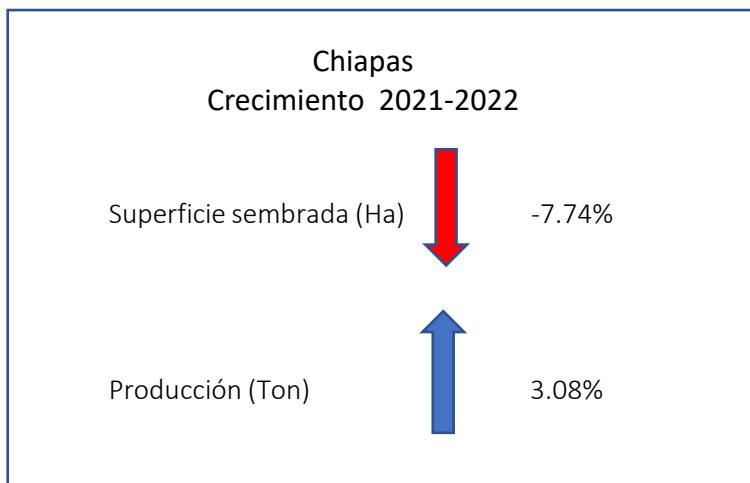 Chiapas
Crecimiento 2021-2022
Superficie sembrada (Ha) -7.74%
Producción (Ton) 3.08%